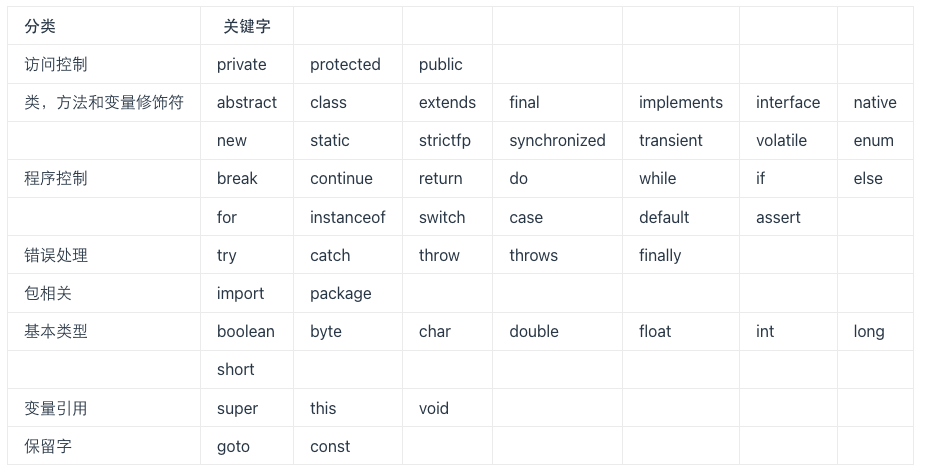 分类 关键字
访问控制 private protected public
类，方法和变量修饰符 abstract class extends final implements interface native
new static strictfp synchronized transient volatile enum
程序控制 break continue return do while if else
for instanceof switch case default assert
错误处理 try catch throw throws finally
包相关 import package
基本类型 boolean byte char double float int long
short
变量引用 super this void
保留字 goto const